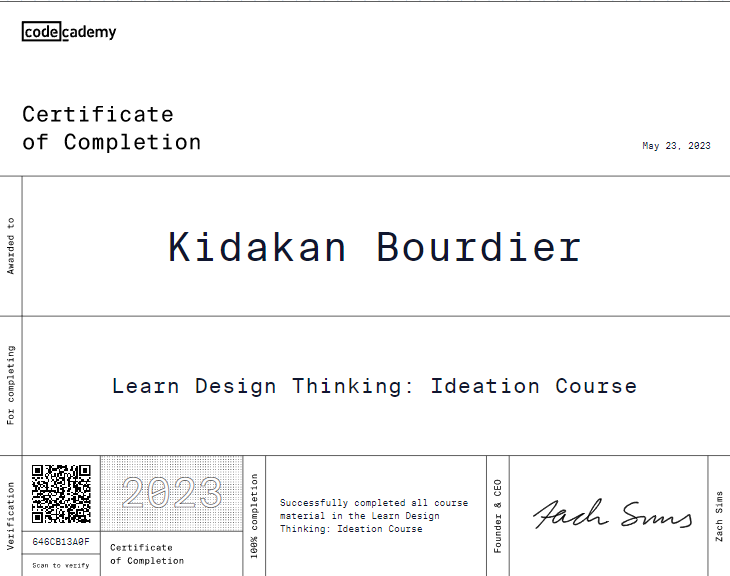 codecademy
Certificate
of Completion
May 23, 2023
Awarded to
Kidakan Bourdier
For completing
Learn Design Thinking: Ideation Course
Verification
646CB13A0F
Scan to verify
2023
Certificate
of Completion
100% completion
Successfully completed all course
material in the Learn Design
Thinking: Ideation Course
Founder & CEO
Zach Sims
Zach Sims